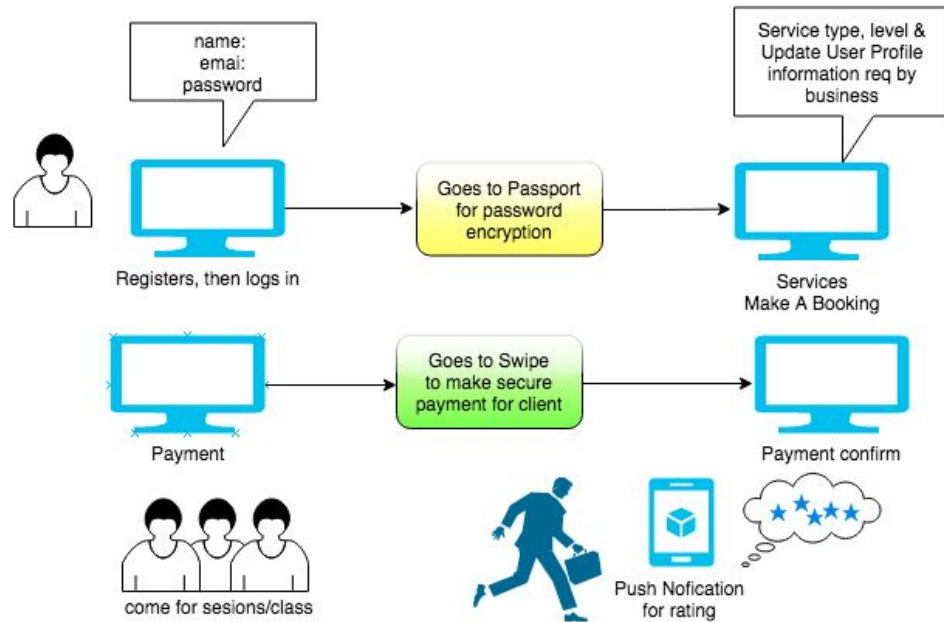 name:
emai:
password
Service type, level &
Update User Profile
information req by
business
Goes to Passport
for password
encryption
Registers, then logs in
Services
Make A Booking
Goes to Swipe
to make secure
payment for client
Payment
Payment confirm
come for sesions/class
Push Nofication
for rating